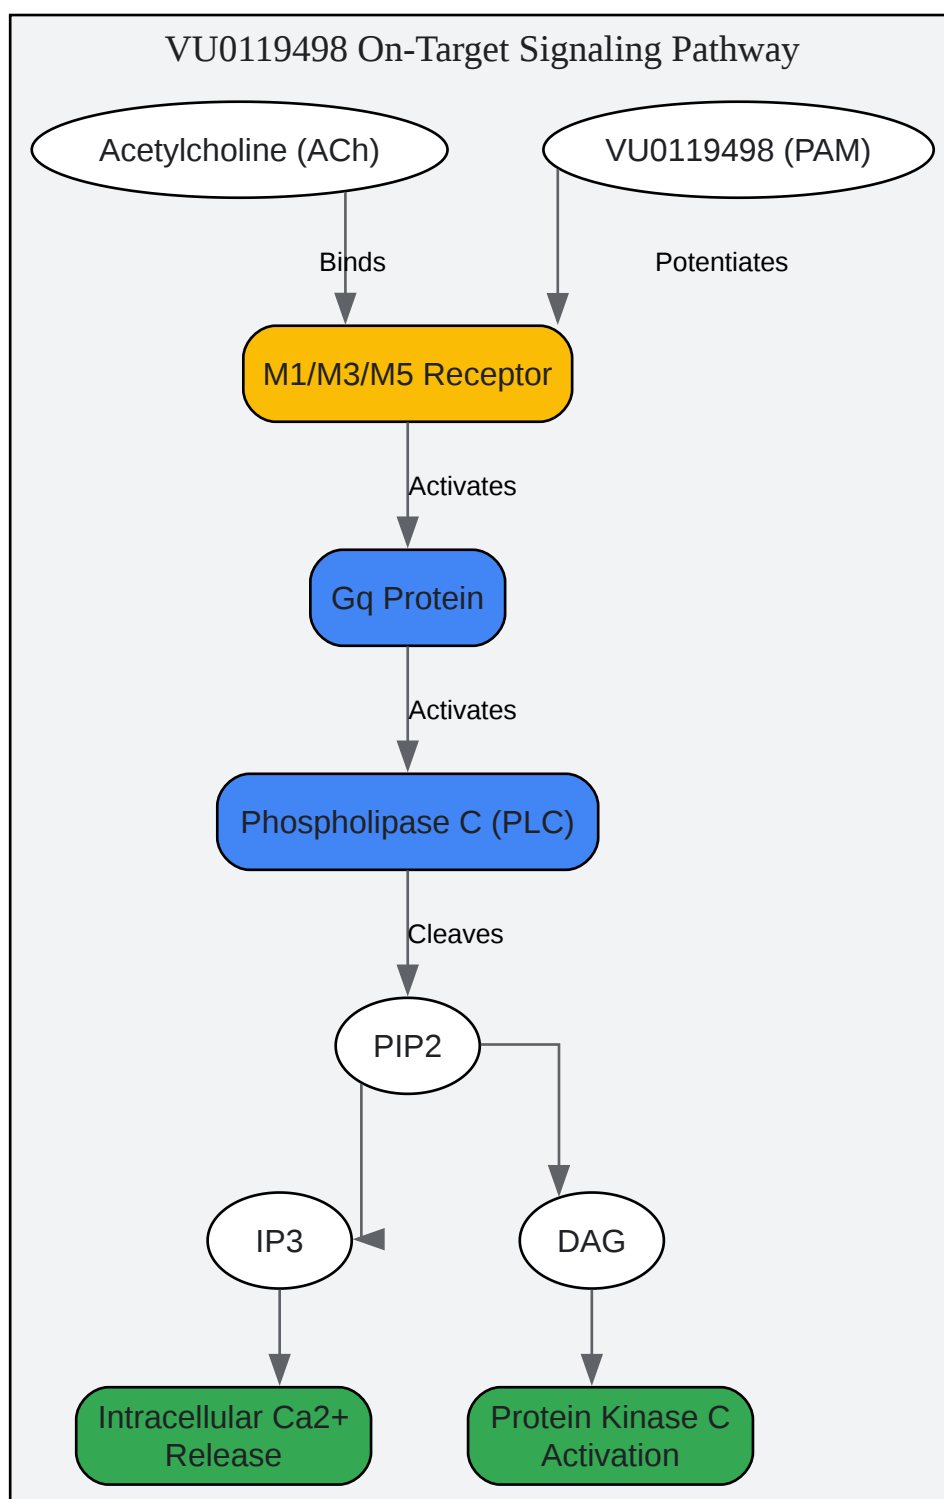 VU0119498 On-Target Signaling Pathway
Acetylcholine (ACh)
VU0119498 (PAM)
Binds
Potentiates
M1/M3/M5 Receptor
Activates
Gq Protein
Activates
Phospholipase C (PLC)
Cleaves
PIP2
IP3
DAG
Intracellular Ca2+
Release
Protein Kinase C
Activation